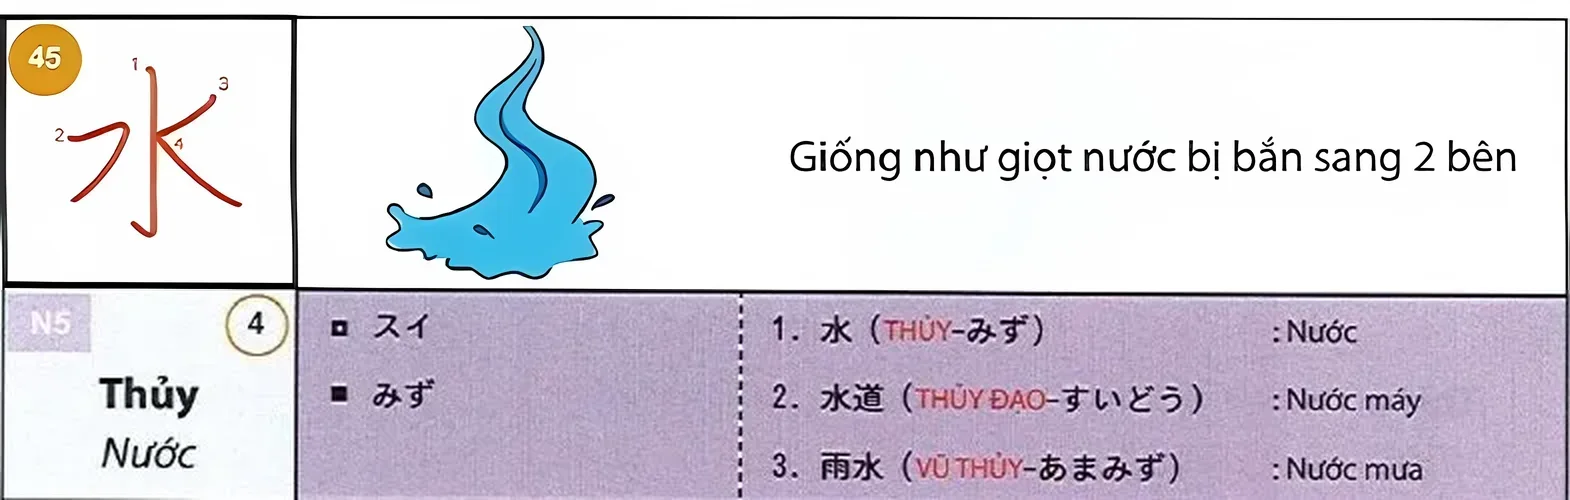 45
1
2
3
4
Giống như giọt nước bị bắn sang 2 bên
N5
4
Thủy
Nước
スイ
みず
1. 水（THỦY-みず） : Nước
2. 水道（THỦY ĐẠO-すいどう） : Nước máy
3. 雨水（VŨ THỦY-あまみず） : Nước mưa